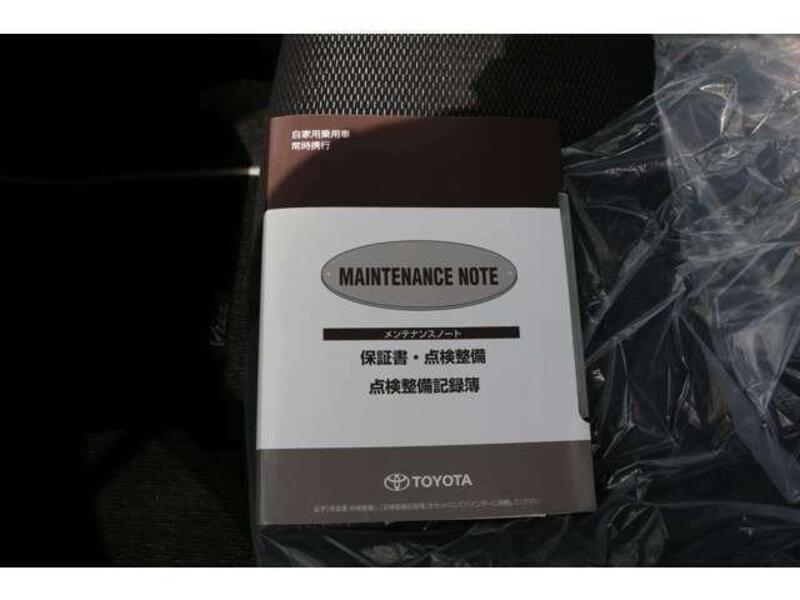 自家用乗用車
常時携行
MAINTENANCE NOTE
メンテナンスノート
保証書・点検整備
点検整備記録簿
TOYOTA